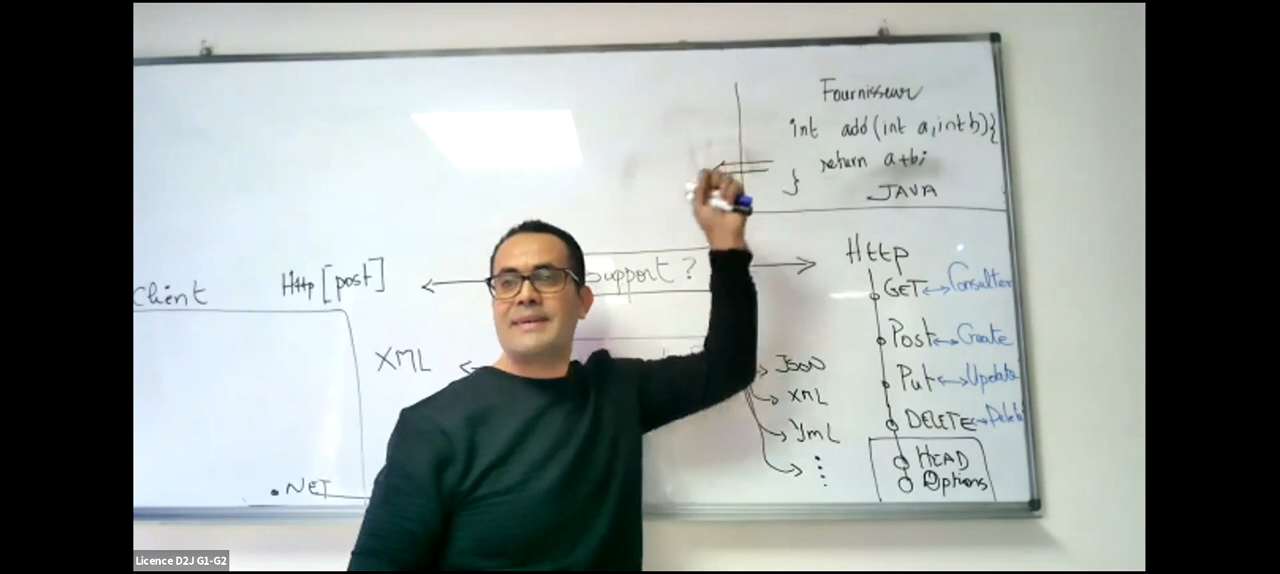 Fournisseur
int add(int a, int b){
return a+b;
}
JAVA
Client
Http [post]
Support ?
Http
GET ↔ Consulter
Post ↔ Create
Put ↔ Update
DELETE ↔ Delete
HEAD
Options
XML
JSON
XML
YmL
.NET
Licence D2J G1-G2